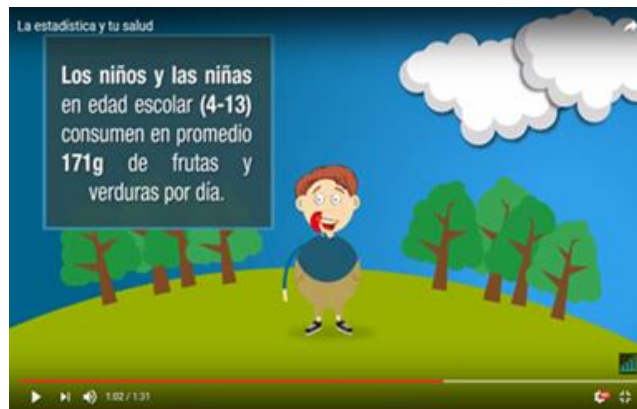 La estadística y tu salud
Los niños y las niñas
en edad escolar (4-13)
consumen en promedio
171g de frutas y
verduras por día.
1:02 / 1:31